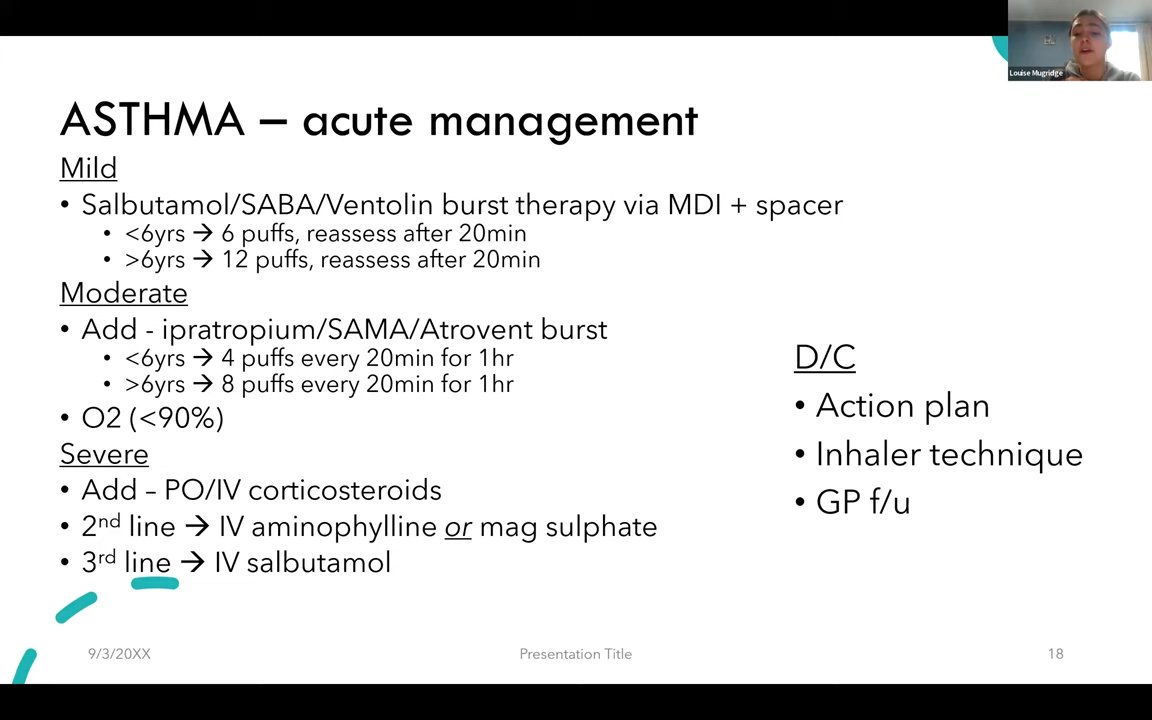 Louise Mugridge
ASTHMA – acute management
Mild
• Salbutamol/SABA/Ventolin burst therapy via MDI + spacer
• <6yrs → 6 puffs, reassess after 20min
• >6yrs → 12 puffs, reassess after 20min
Moderate
• Add - ipratropium/SAMA/Atrovent burst
• <6yrs → 4 puffs every 20min for 1hr
• >6yrs → 8 puffs every 20min for 1hr
• O2 (<90%)
Severe
• Add – PO/IV corticosteroids
• 2nd line → IV aminophylline or mag sulphate
• 3rd line → IV salbutamol
D/C
• Action plan
• Inhaler technique
• GP f/u
9/3/20XX
Presentation Title
18